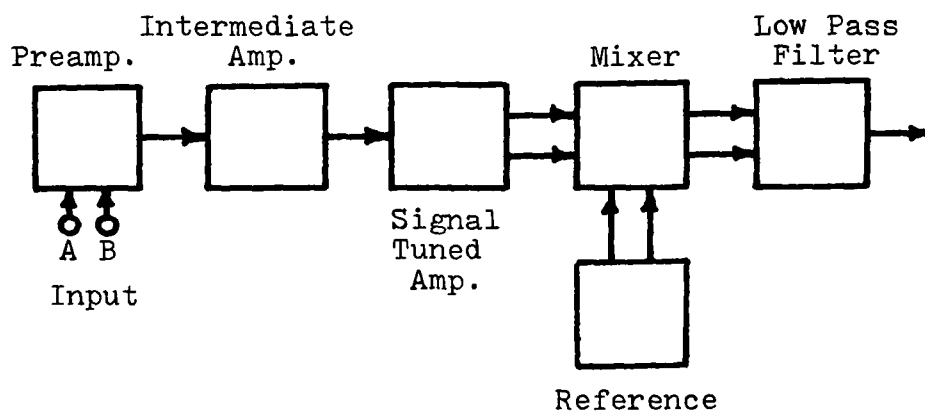 Preamp.
Intermediate
Amp.
Signal
Tuned
Amp.
Mixer
Low Pass
Filter
A B
Input
Reference